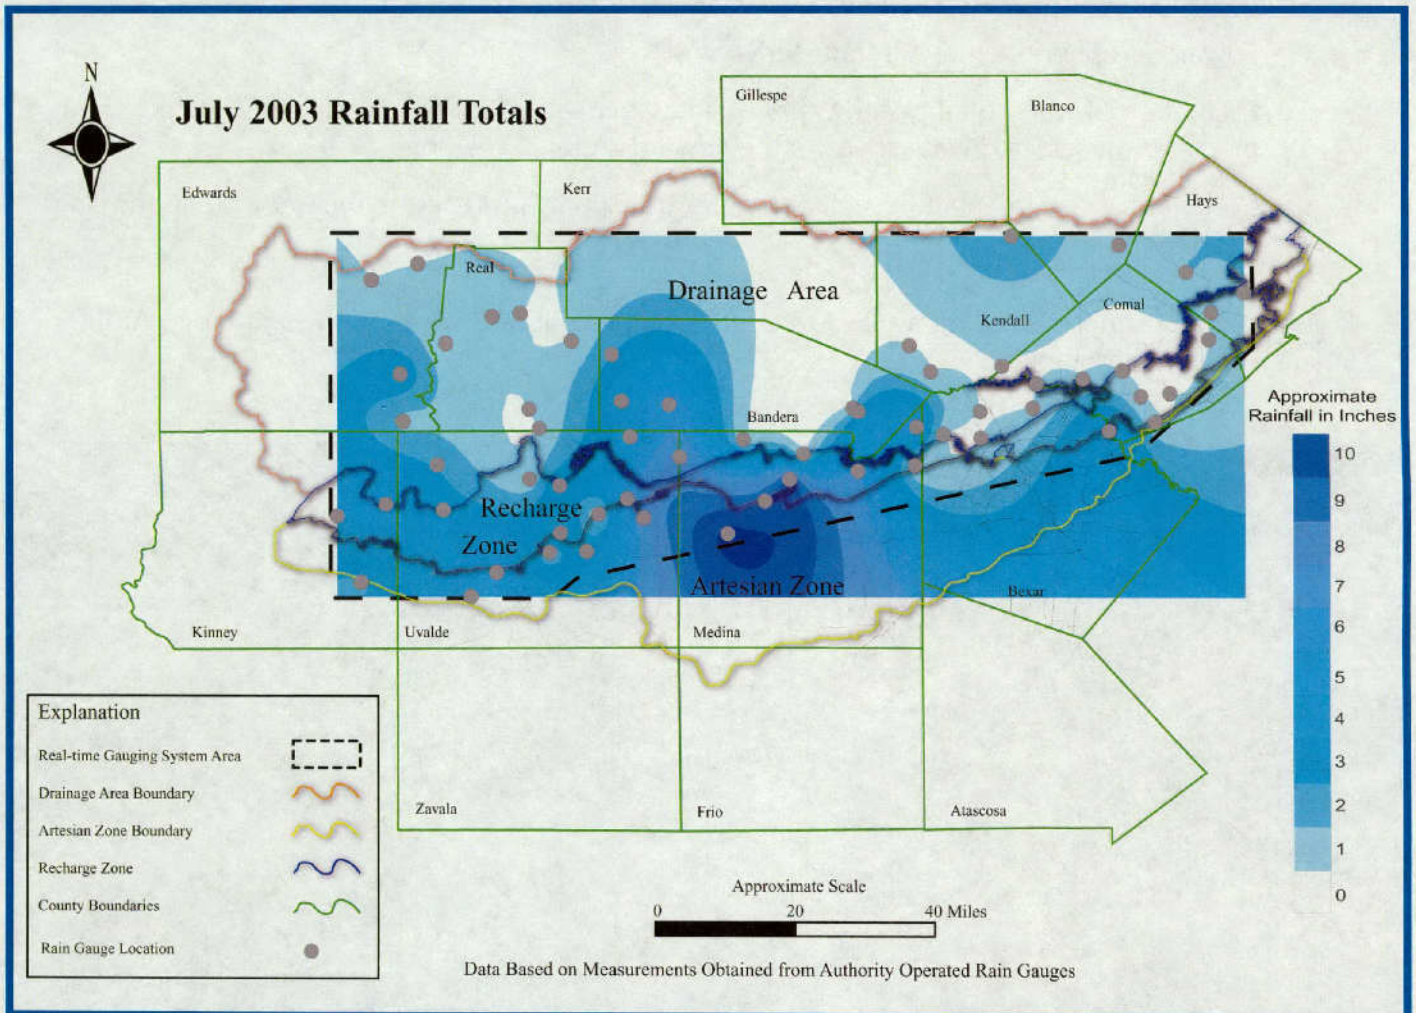 N
July 2003 Rainfall Totals
Gillespe
Blanco
Edwards
Kerr
Hays
Real
Drainage Area
Kendall
Comal
Bandera
Recharge
Zone
Artesian Zone
Bexar
Kinney
Uvalde
Medina
Zavala
Frio
Atascosa
Approximate
Rainfall in Inches
10
9
8
7
6
5
4
3
2
1
0
Explanation
Real-time Gauging System Area
Drainage Area Boundary
Artesian Zone Boundary
Recharge Zone
County Boundaries
Rain Gauge Location
Approximate Scale
0 20 40 Miles
Data Based on Measurements Obtained from Authority Operated Rain Gauges